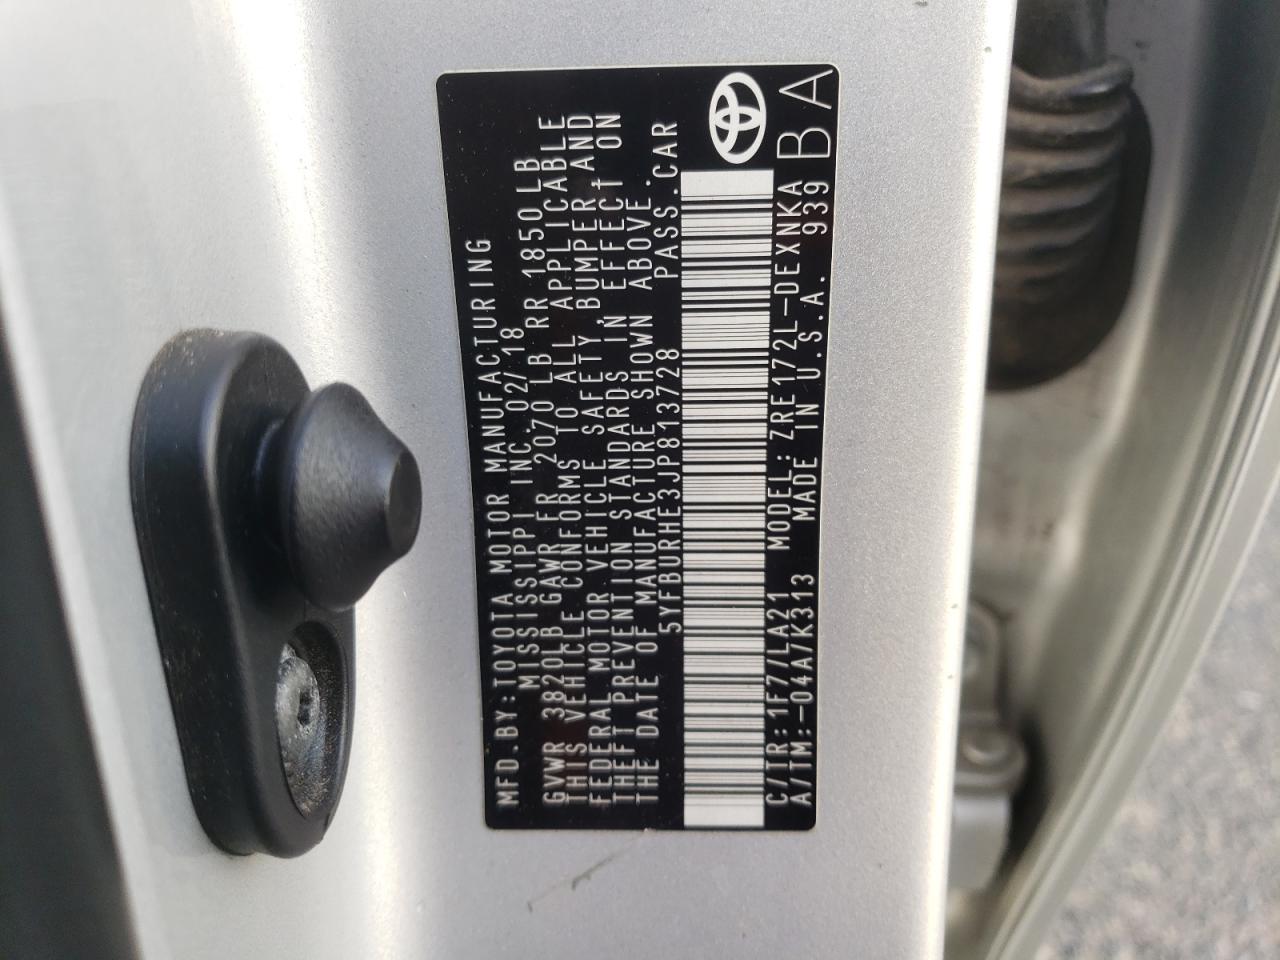 MFD.BY:TOYOTA MOTOR MANUFACTURING
MISSISSIPPI INC. 02/18
GVWR 3820LB GAWR FR 2070 LB RR 1850LB
THIS VEHICLE CONFORMS TO ALL APPLICABLE
FEDERAL MOTOR VEHICLE SAFETY, BUMPER, AND
THEFT PREVENTION STANDARDS IN EFFECT ON
THE DATE OF MANUFACTURE SHOWN ABOVE.
5YFBURHE3JP813728 PASS.CAR
C/TR:1F7/LA21 MODEL:ZRE172L-DEXNKA
A/TM:-04A/K313 MADE IN U.S.A. 939
BA